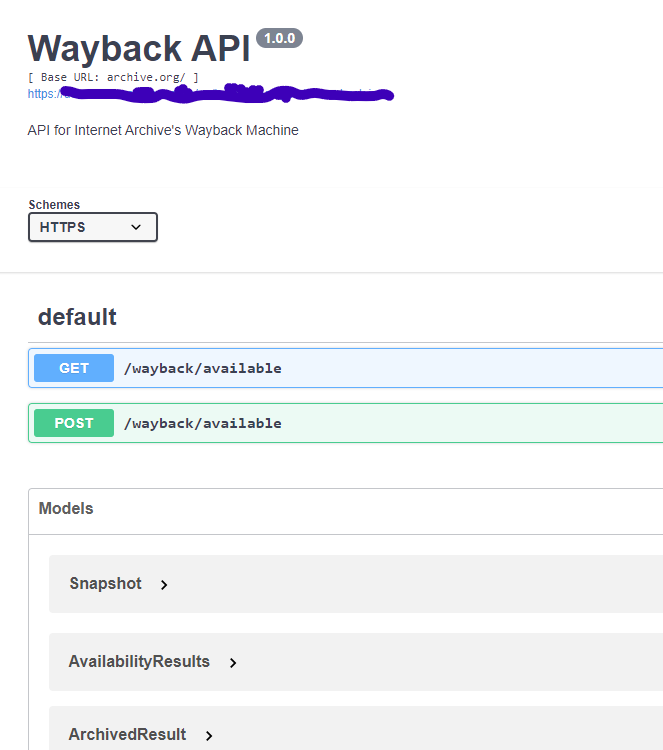 Wayback API 1.0.0
[ Base URL: archive.org/ ]
https:/
API for Internet Archive's Wayback Machine
Schemes
HTTPS
default
GET /wayback/available
POST /wayback/available
Models
Snapshot
AvailabilityResults
ArchivedResult